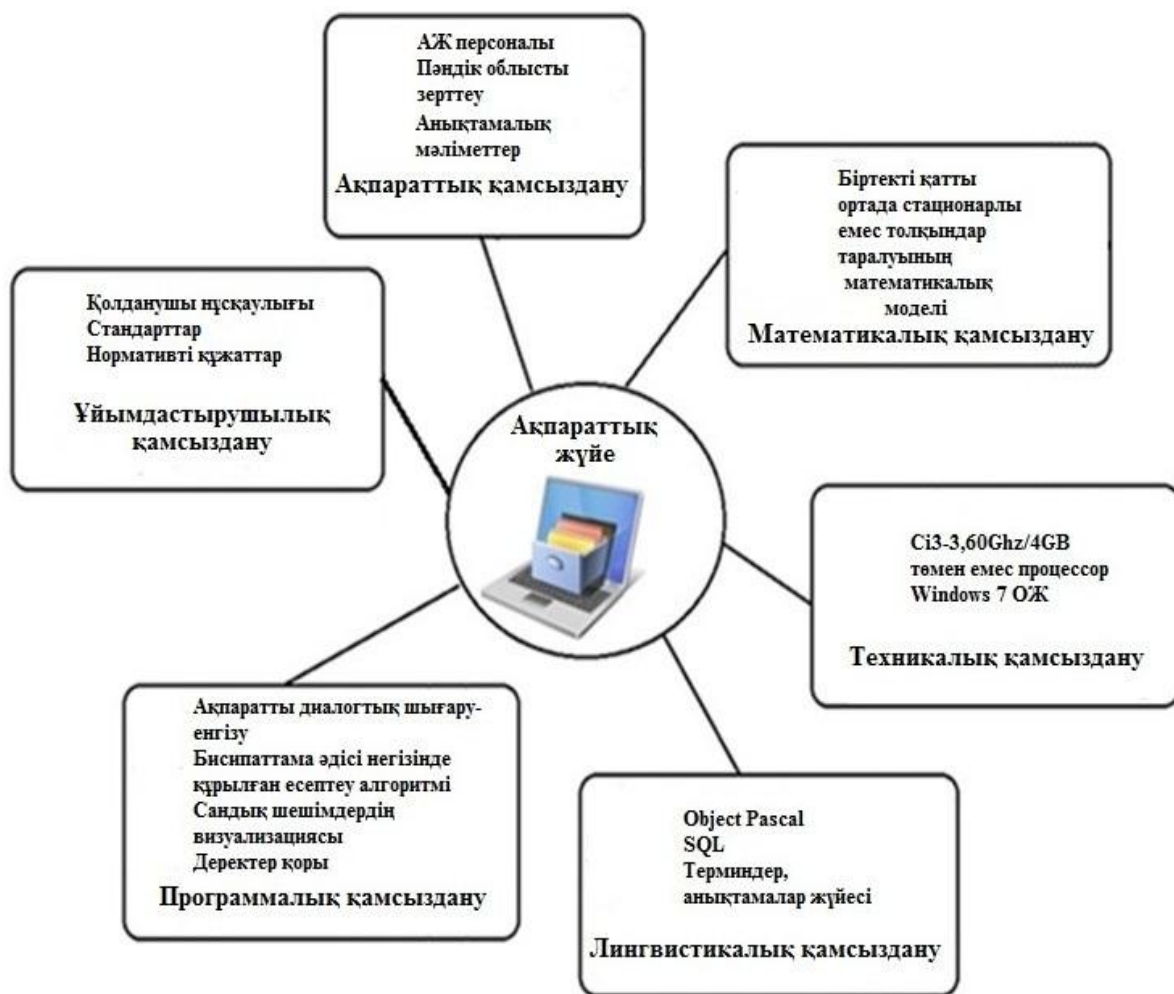 АЖ персоналы
Пәндік облысты
зерттеу
Анықтамалық
мәліметтер
Ақпараттық қамсыздану
Біртекті қатты
ортада стационарлы
емес толқындар
таралуының
математикалық
моделі
Математикалық қамсыздану
Қолданушы нұсқаулығы
Стандарттар
Нормативті құжаттар
Ұйымдастырушылық
қамсыздану
Ақпараттық
жүйе
Ci3-3,60Ghz/4GB
төмен емес процессор
Windows 7 ОЖ
Техникалық қамсыздану
Ақпаратты диалогтық шығару-
енгізу
Бисипаттама әдісі негізінде
құрылған есептеу алгоритмі
Сандық шешімдердің
визуализациясы
Деректер қоры
Программалық қамсыздану
Object Pascal
SQL
Терминдер,
анықтамалар жүйесі
Лингвистикалық қамсыздану